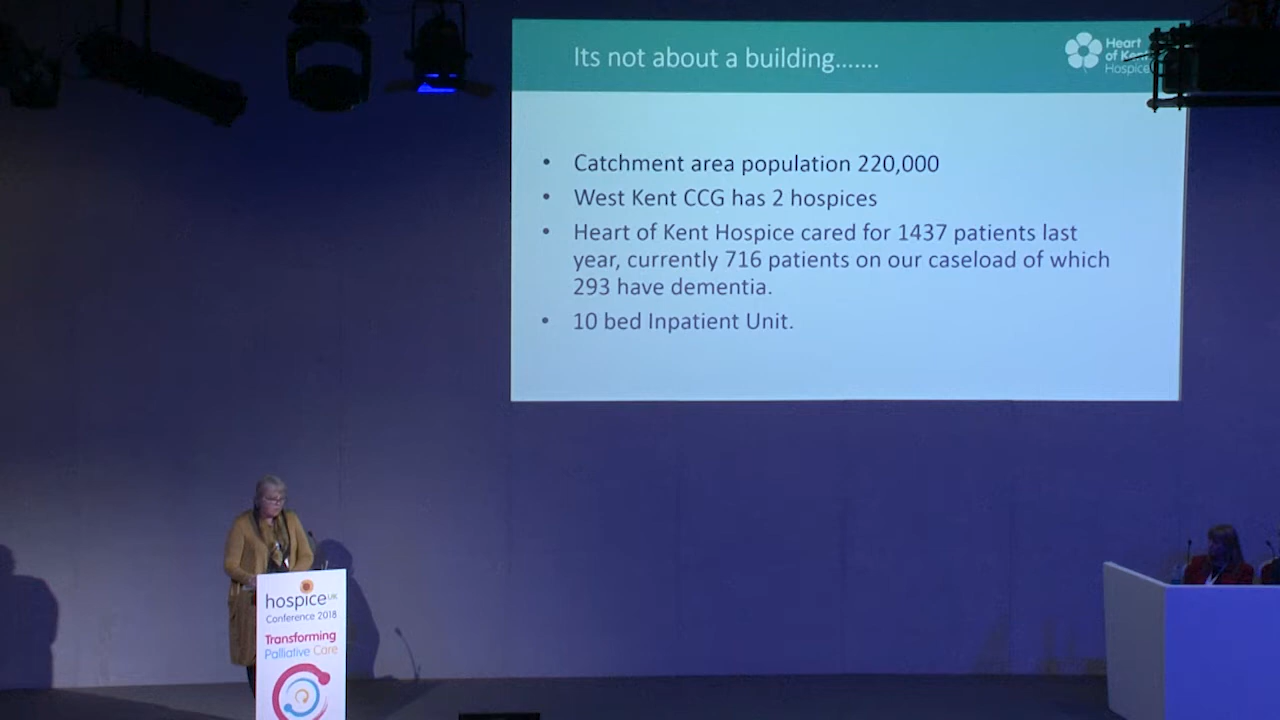 Its not about a building.......
Heart
of Kent
Hospice
• Catchment area population 220,000
• West Kent CCG has 2 hospices
• Heart of Kent Hospice cared for 1437 patients last
year, currently 716 patients on our caseload of which
293 have dementia.
• 10 bed Inpatient Unit.
hospice UK
Conference 2018
Transforming
Palliative Care